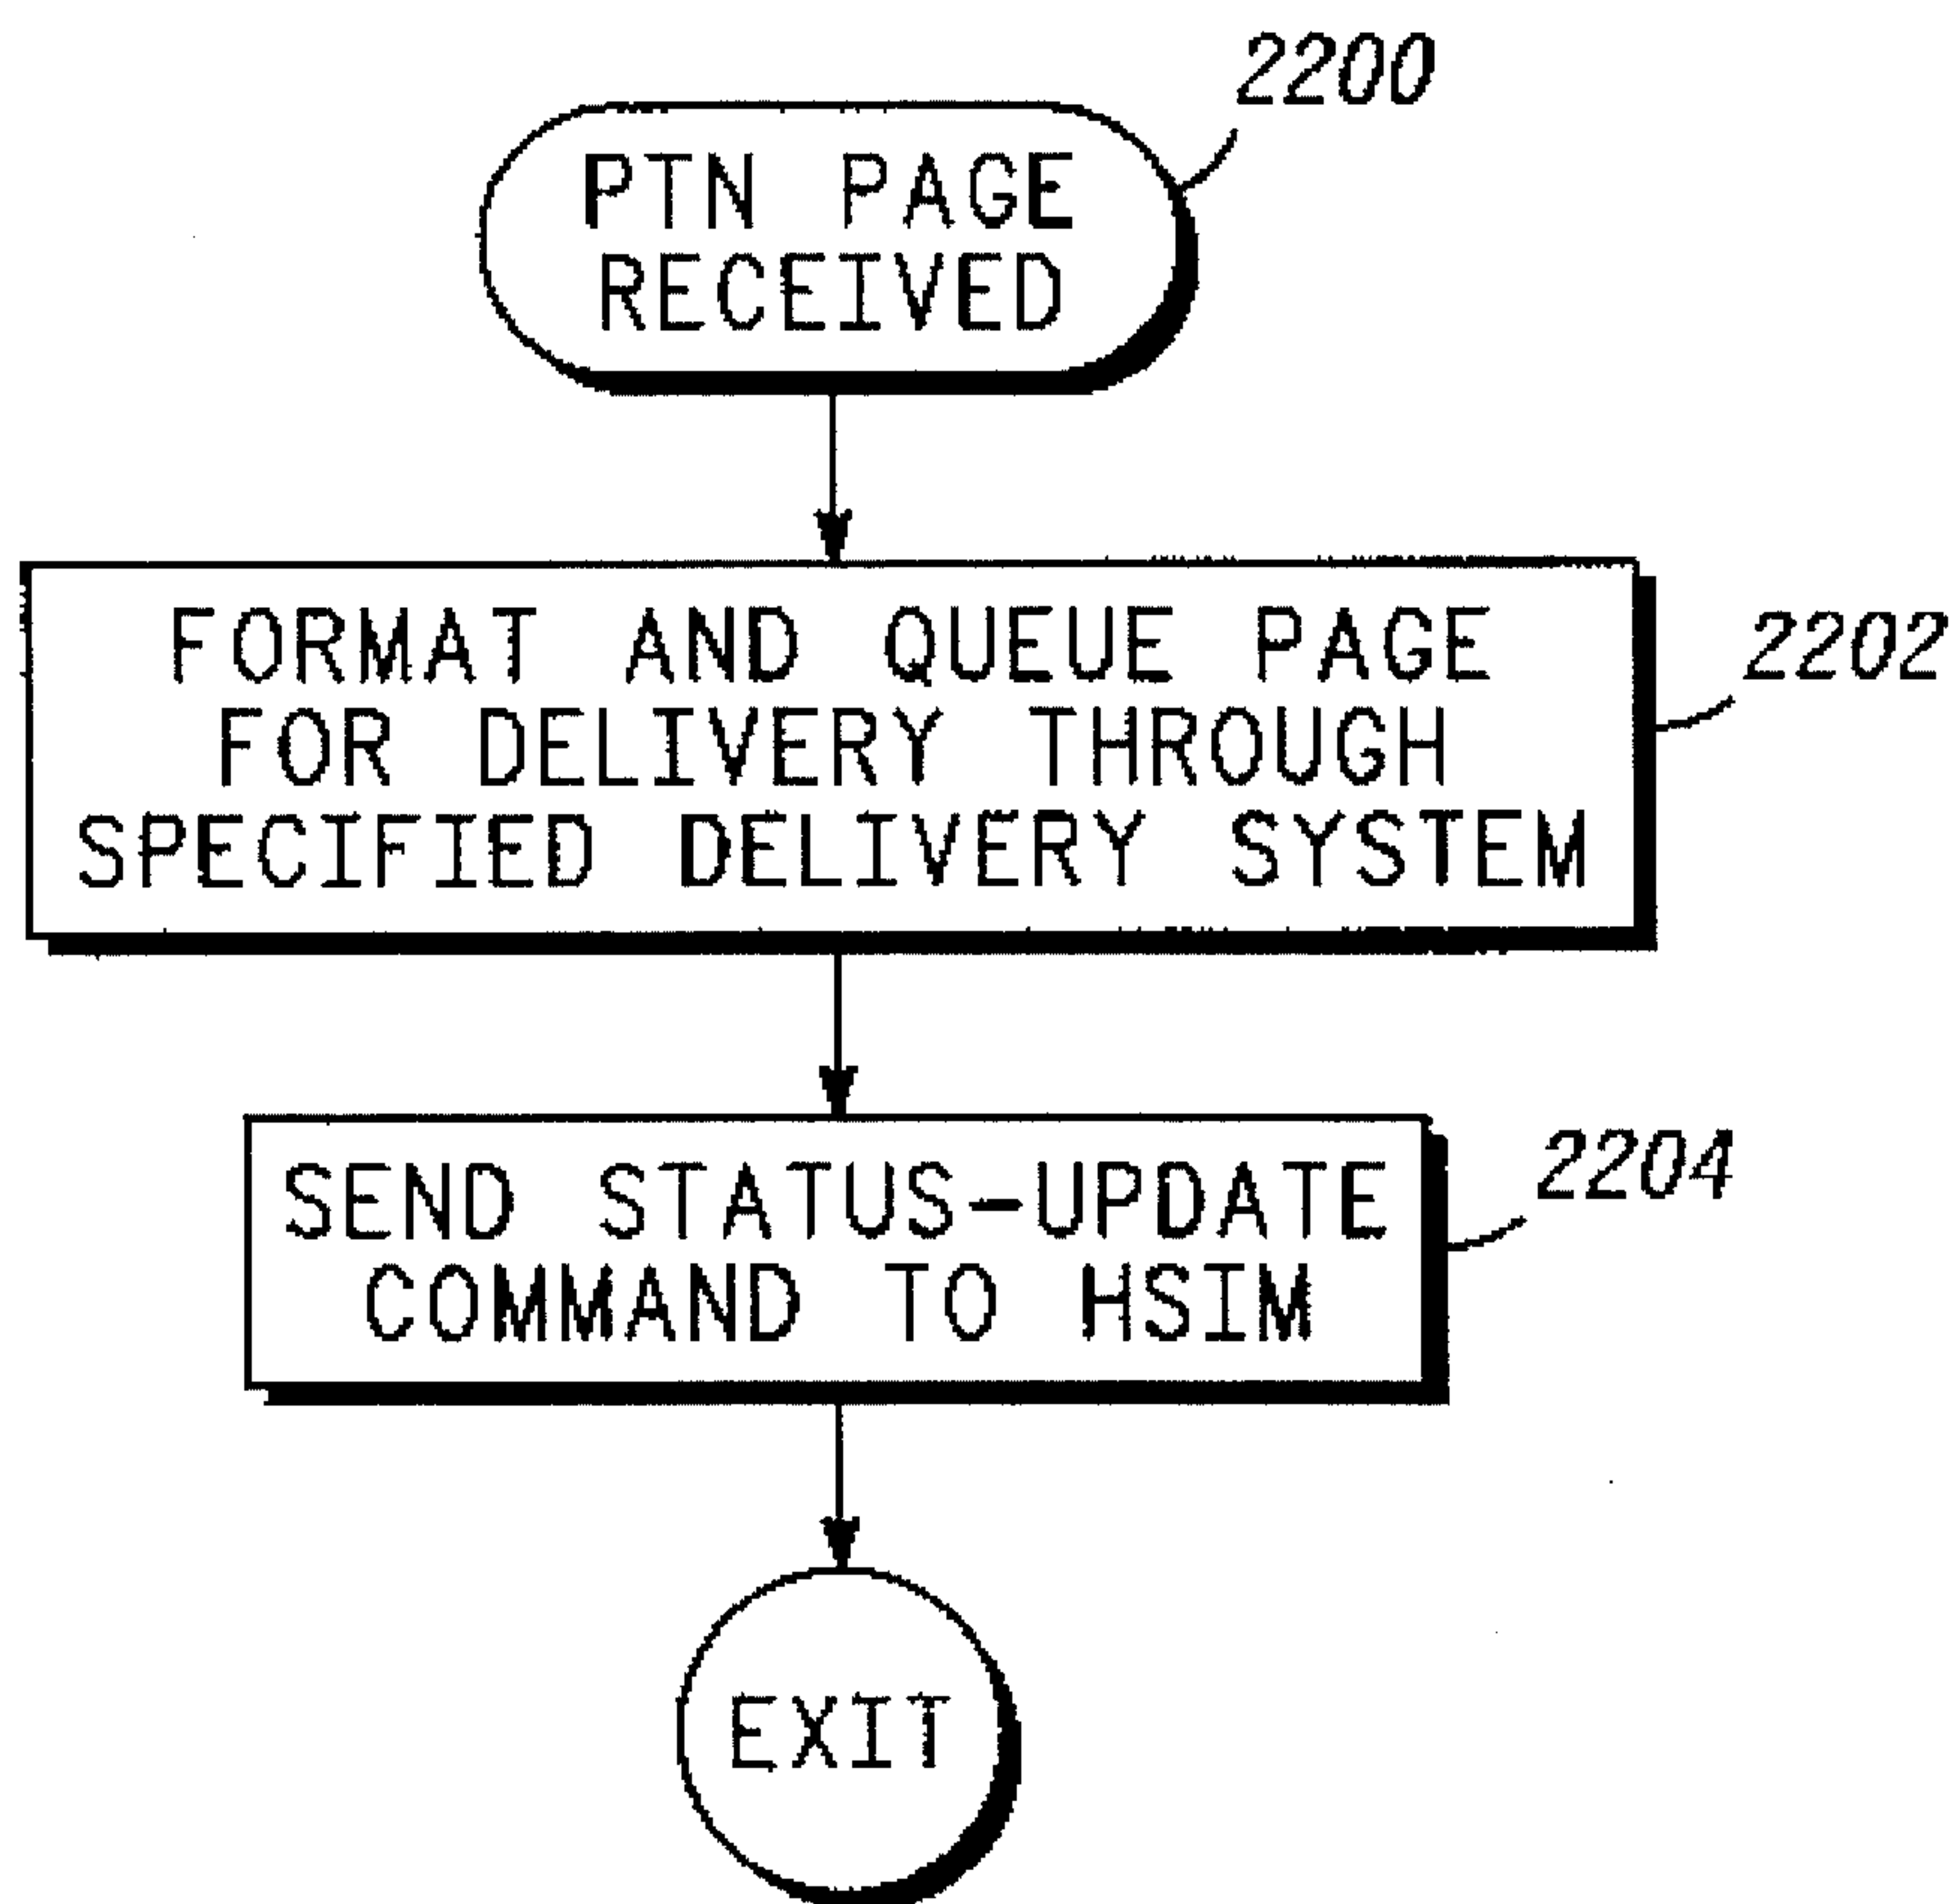 2200
PTN PAGE
RECEIVED
FORMAT AND QUEUE PAGE
FOR DELIVERY THROUGH
SPECIFIED DELIVERY SYSTEM
2202
SEND STATUS-UPDATE
COMMAND TO HSIM
2204
EXIT